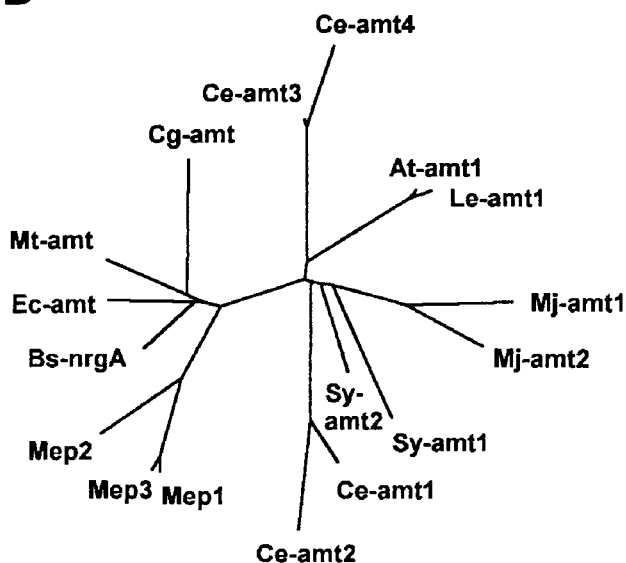 Ce-amt4
Ce-amt3
Cg-amt
At-amt1
Le-amt1
Mt-amt
Ec-amt
Mj-amt1
Bs-nrgA
Mj-amt2
Sy-
amt2
Sy-amt1
Mep2
Mep3
Mep1
Ce-amt1
Ce-amt2